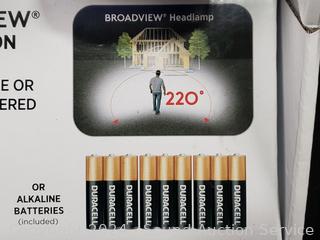 EW®
ON
BROADVIEW® Headlamp
220°
E OR
ERED
OR
ALKALINE
BATTERIES
(included)
DURACELL
DURACELL
DURACELL
DURACELL
DURACELL
DURACELL
DURACELL
DURACELL
DURACELL
2024 Sound Auction Service